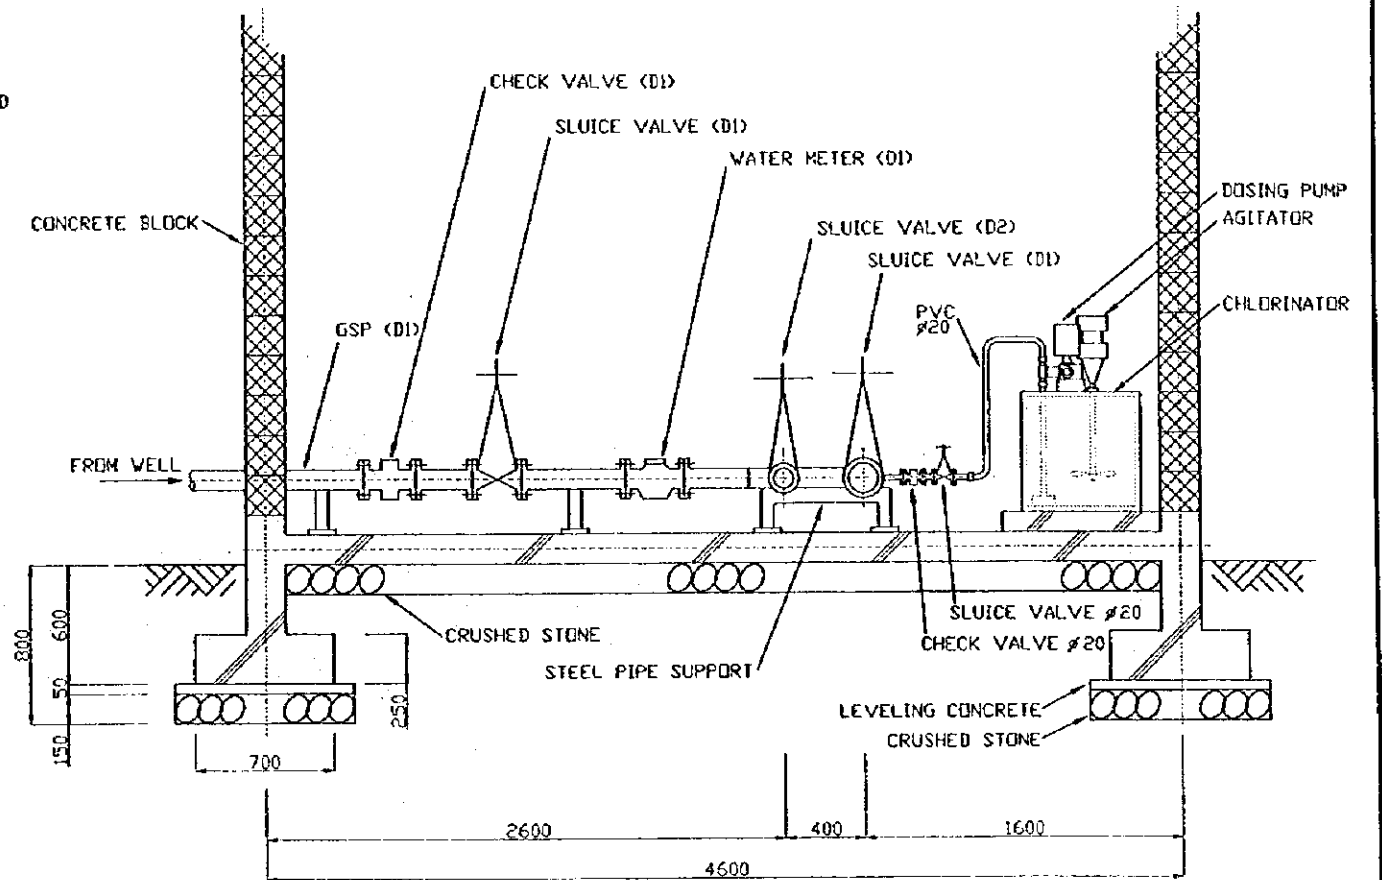 CHECK VALVE (D1)
D
SLUICE VALVE (D1)
WATER METER (D1)
DOSING PUMP
AGITATOR
CONCRETE BLOCK
SLUICE VALVE (D2)
SLUICE VALVE (D1)
CHLORINATOR
PVC
ø20
GSP (D1)
FROM WELL
SLUICE VALVE ø20
CHECK VALVE ø20
CRUSHED STONE
STEEL PIPE SUPPORT
LEVELING CONCRETE
CRUSHED STONE
800
600
50
150
250
700
2600
400
1600
4600